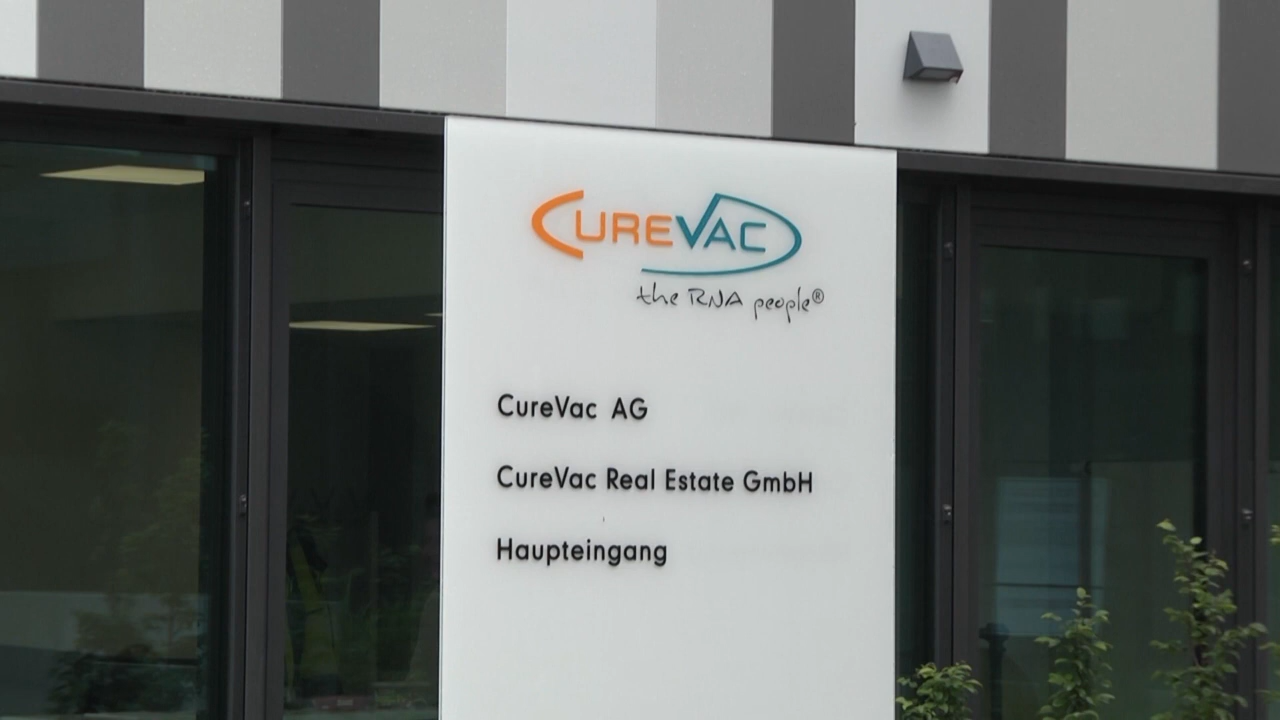 CUREVAC
the RNA people®
CureVac AG
CureVac Real Estate GmbH
Haupteingang